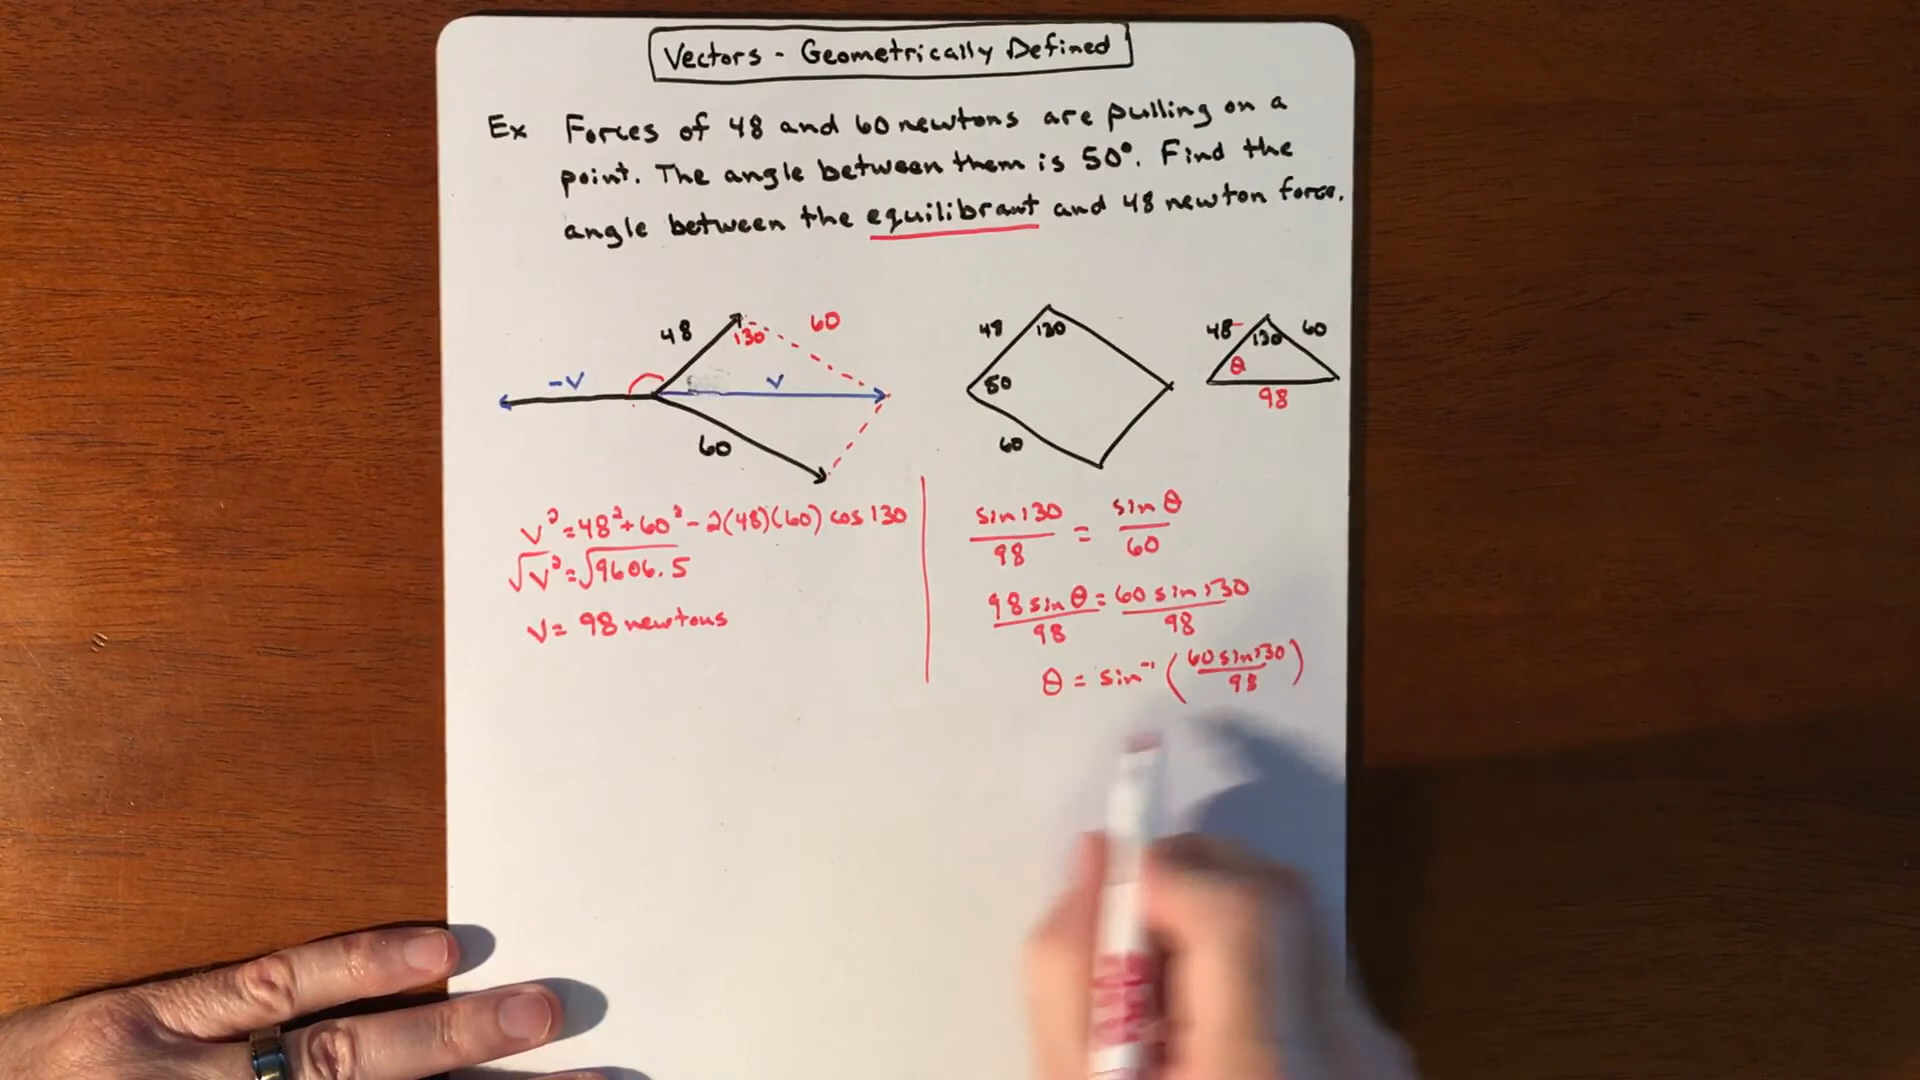 Vectors - Geometrically Defined
Ex Forces of 48 and 60 newtons are pulling on a
point. The angle between them is 50°. Find the
angle between the equilibrant and 48 newton force.
48
130
60
-V
V
60
48
130
50
60
48
130
60
θ
98
V² = 48² + 60² - 2(48)(60) cos 130
√V² = √9606.5
V = 98 newtons
sin 130 / 98 = sin θ / 60
98 sin θ / 98 = 60 sin 130 / 98
θ = sin⁻¹ (60 sin 130 / 98)